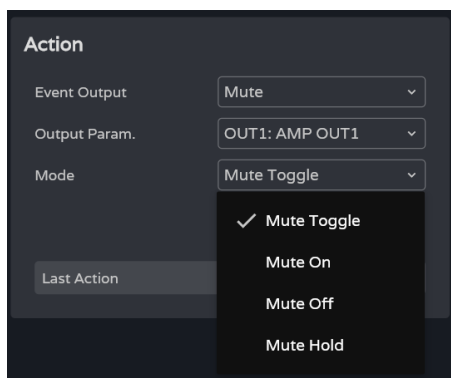 Action
Event Output Mute
Output Param. OUT1: AMP OUT1
Mode Mute Toggle
Mute Toggle
Mute On
Mute Off
Last Action
Mute Hold